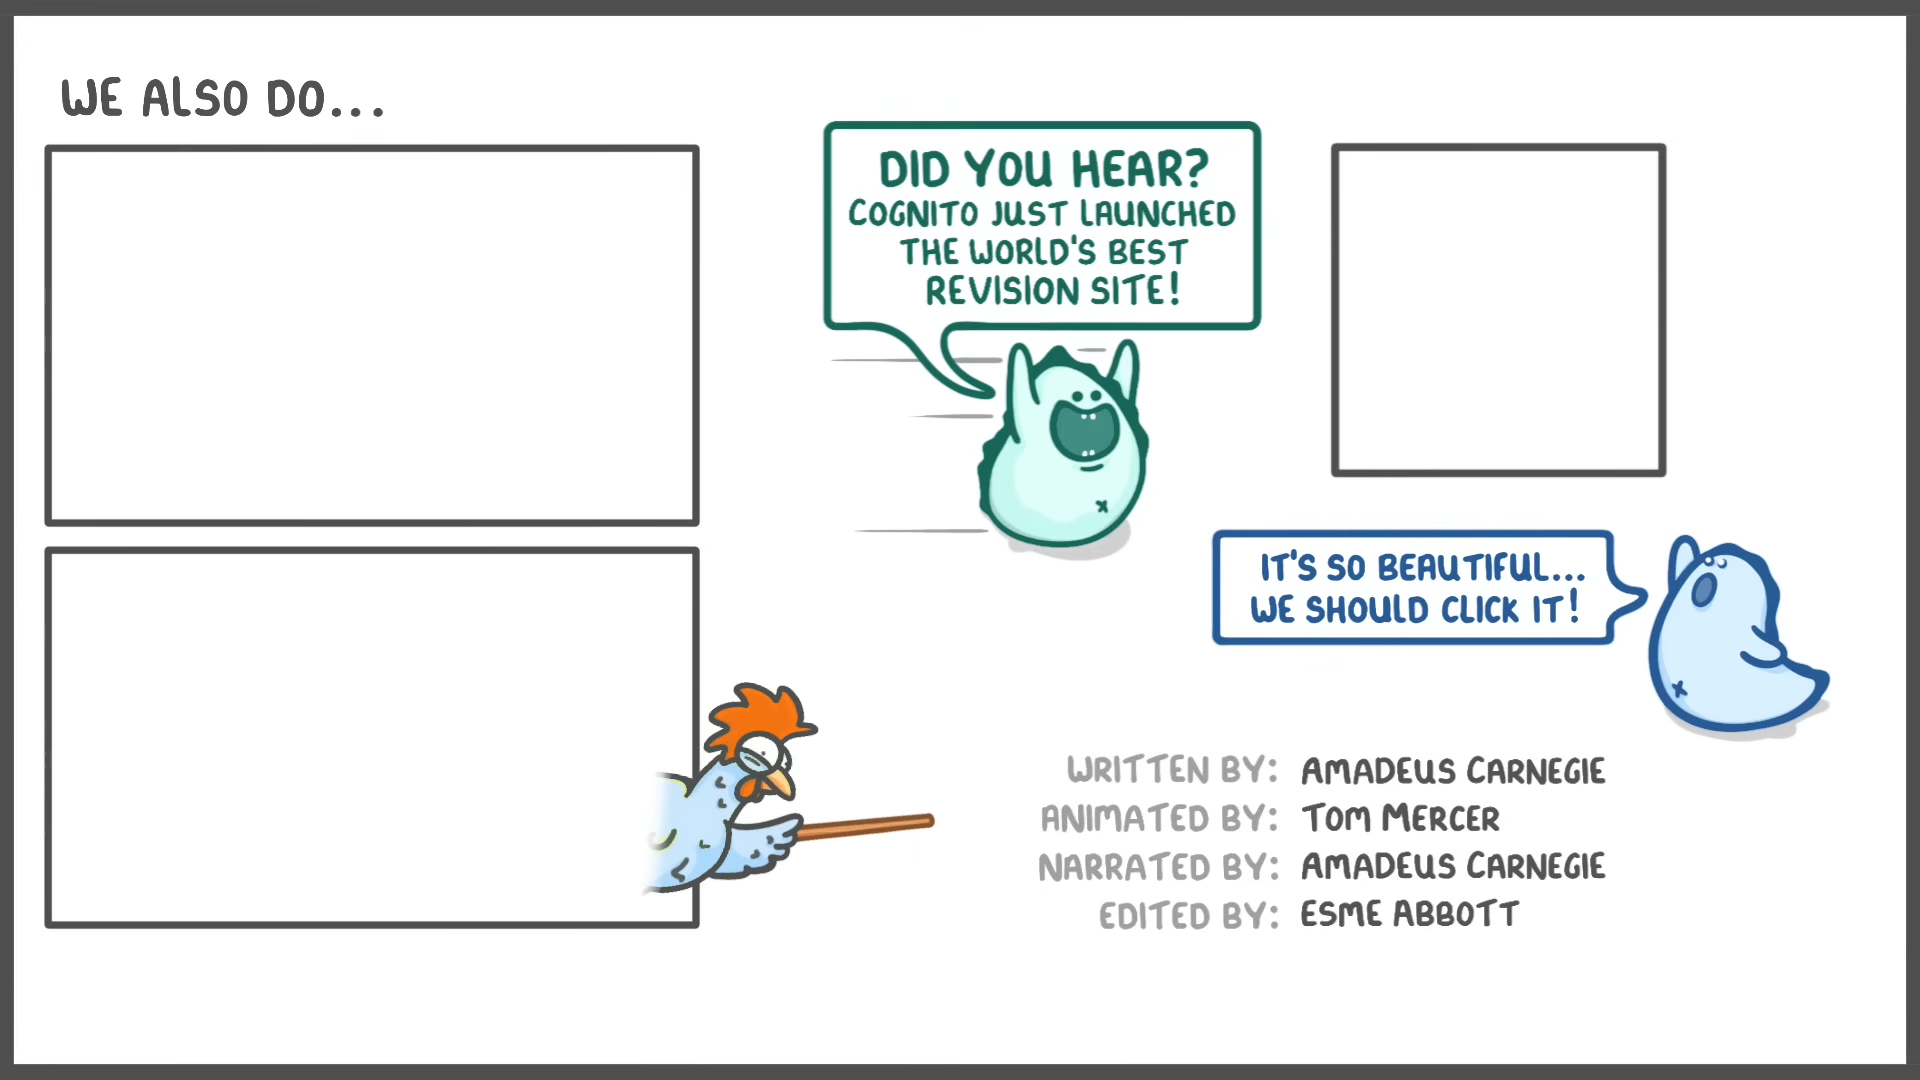 WE ALSO DO...
DID YOU HEAR?
COGNITO JUST LAUNCHED
THE WORLD'S BEST
REVISION SITE!
IT'S SO BEAUTIFUL...
WE SHOULD CLICK IT!
WRITTEN BY: AMADEUS CARNEGIE
ANIMATED BY: TOM MERCER
NARRATED BY: AMADEUS CARNEGIE
EDITED BY: ESME ABBOTT